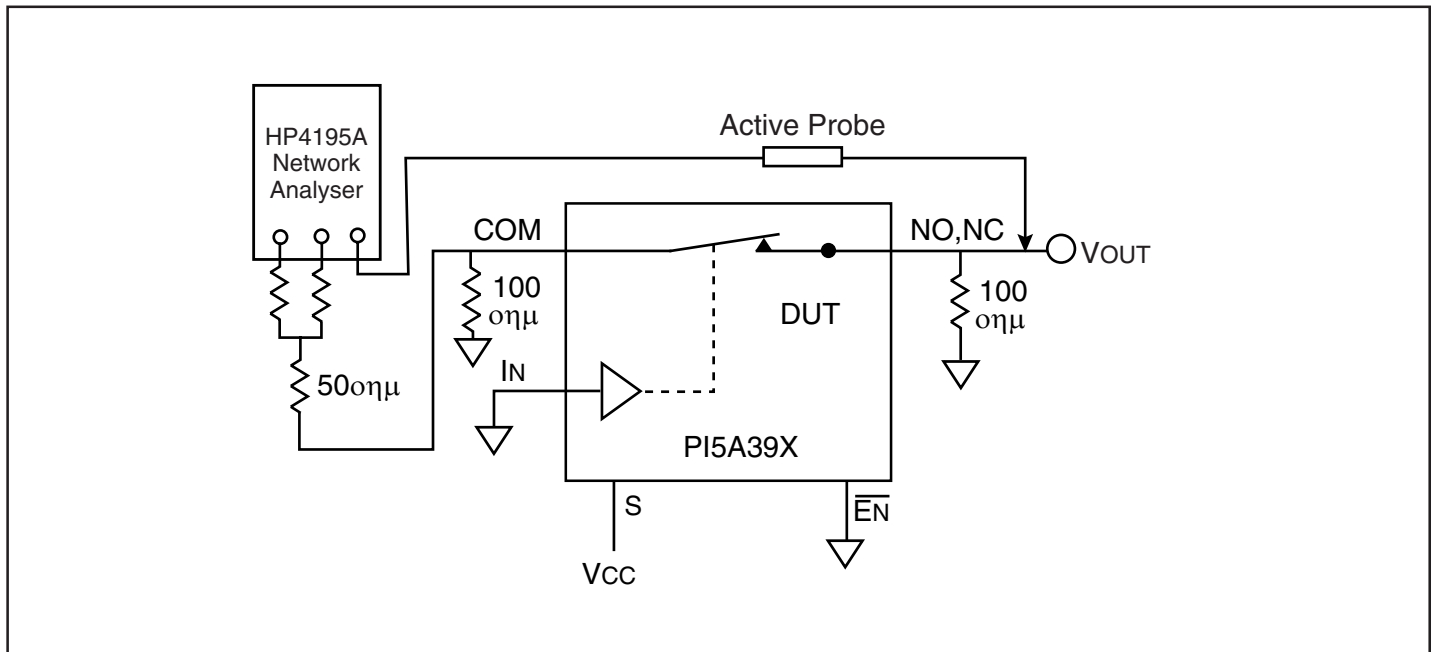 HP4195A
Network
Analyser
Active Probe
COM
NO,NC
VOUT
100
οημ
100
οημ
DUT
IN
50οημ
PI5A39X
S
EN
VCC